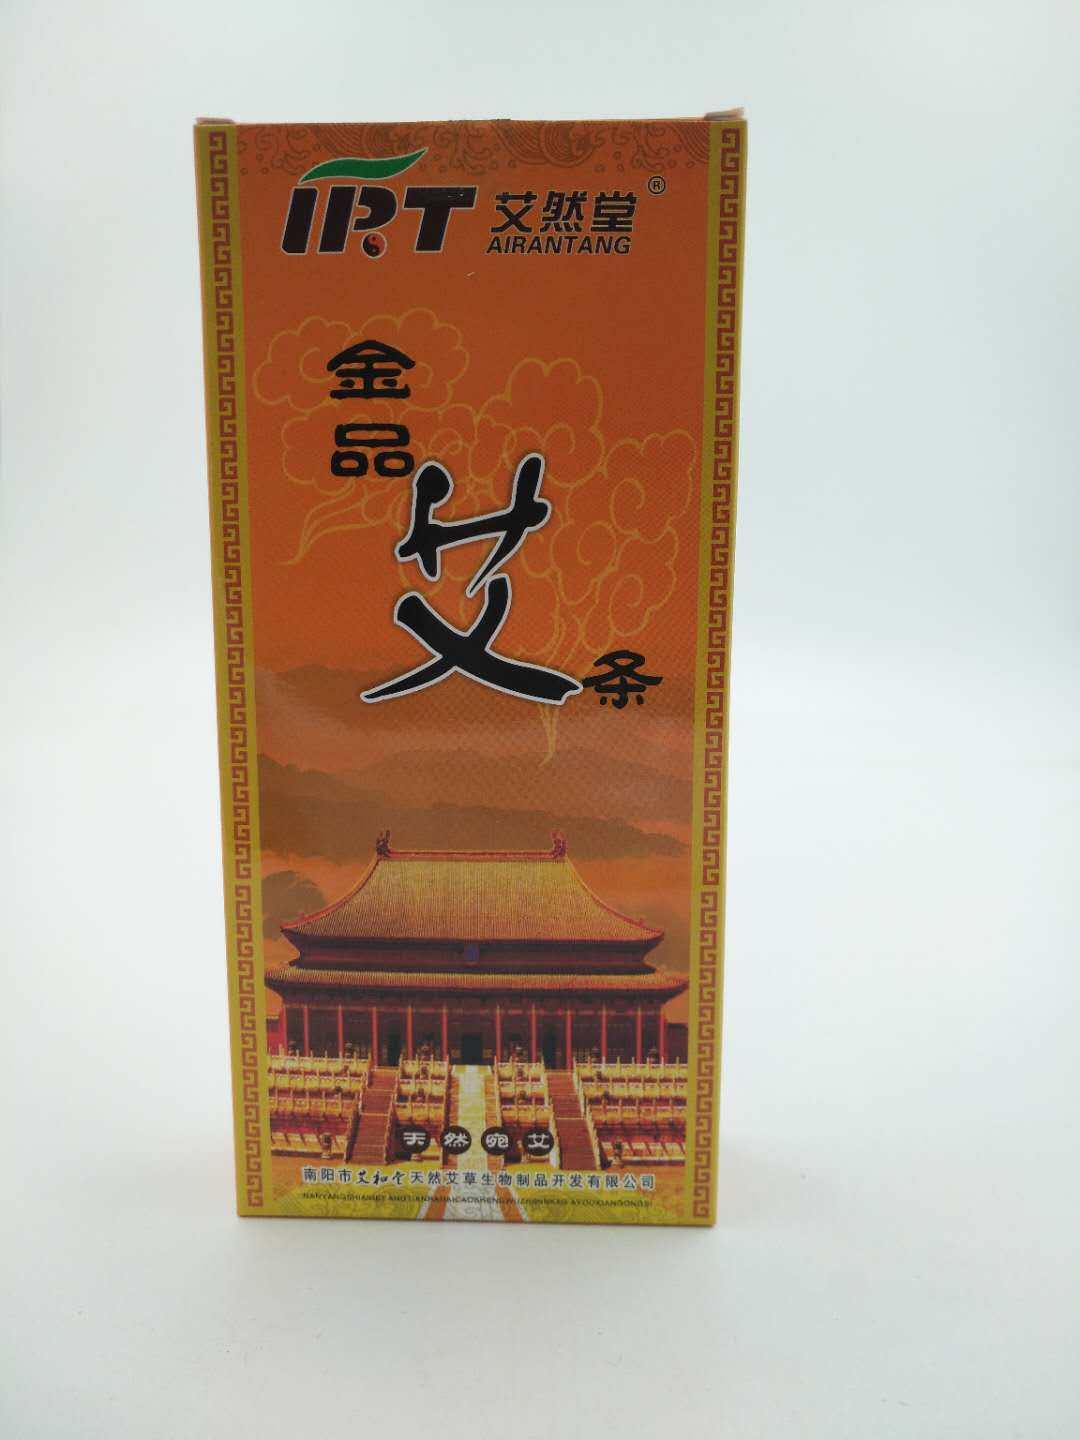 IRT 艾然堂®
AIRANTANG
金品
艾
条
天然宛艾
南阳市艾和堂天然艾草生物制品开发有限公司